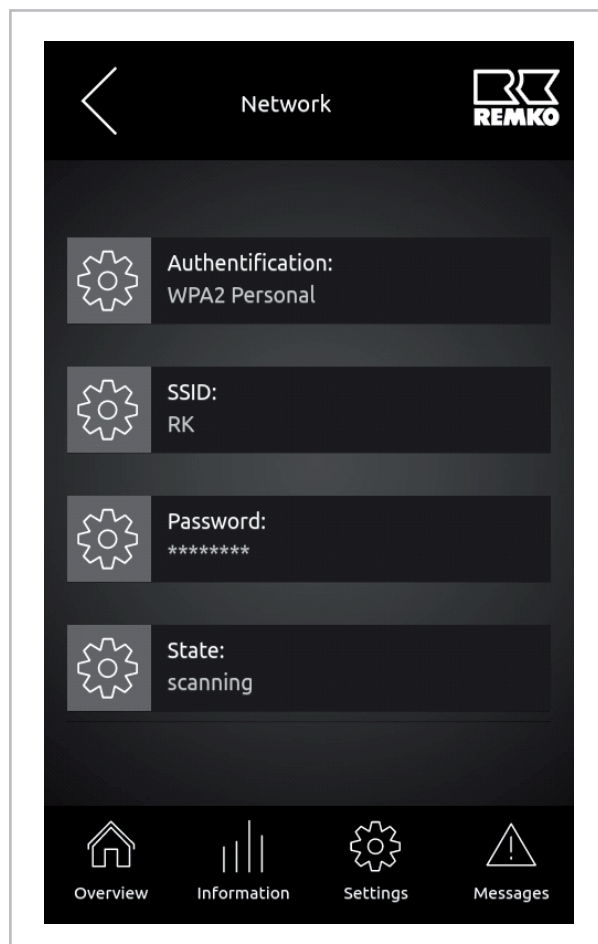 Network
REMKO
Authentification:
WPA2 Personal
SSID:
RK
Password:
********
State:
scanning
Overview
Information
Settings
Messages